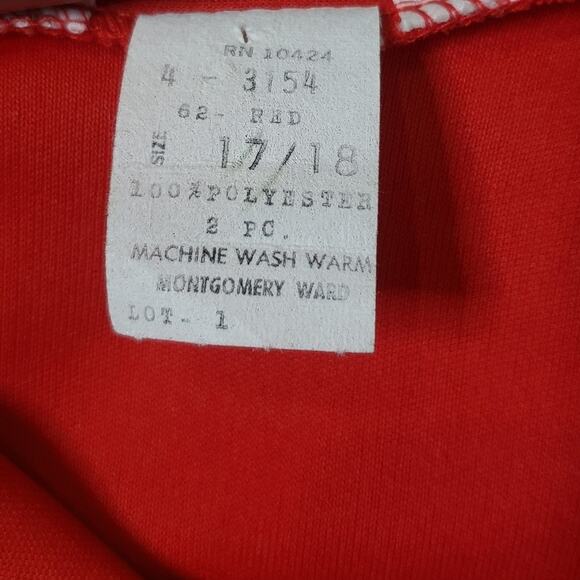 RN 10424
4 - 3154
62- RED
SIZE 17/18
100%POLYESTER
2 PC.
MACHINE WASH WARM
MONTGOMERY WARD
LOT- 1